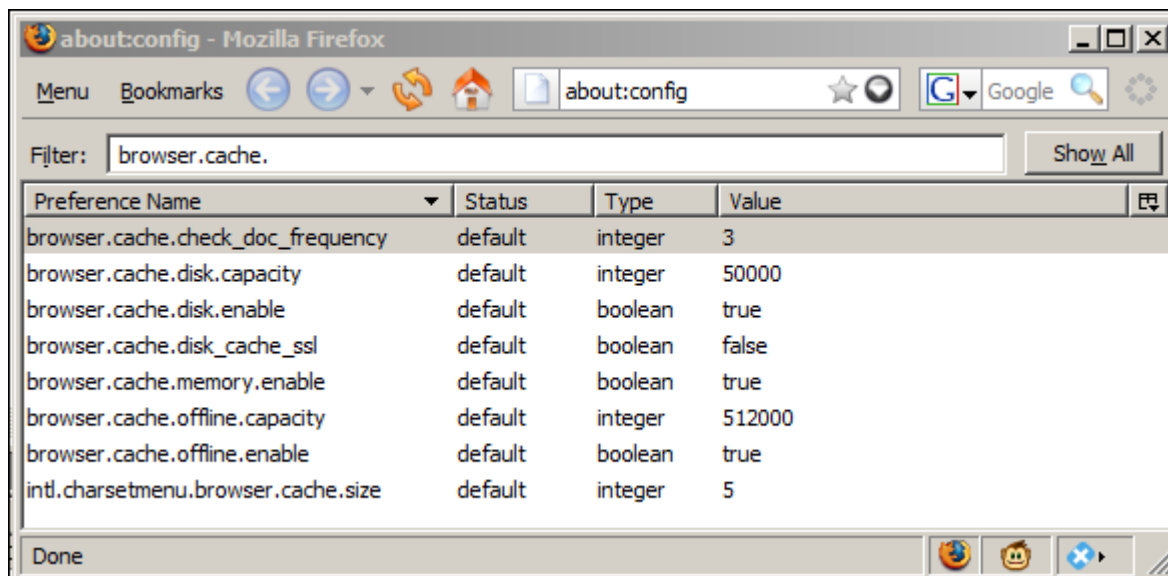 about:config - Mozilla Firefox
Menu Bookmarks about:config G Google
Filter: browser.cache. Show All
Preference Name Status Type Value
browser.cache.check_doc_frequency default integer 3
browser.cache.disk.capacity default integer 50000
browser.cache.disk.enable default boolean true
browser.cache.disk_cache_ssl default boolean false
browser.cache.memory.enable default boolean true
browser.cache.offline.capacity default integer 512000
browser.cache.offline.enable default boolean true
intl.charsetmenu.browser.cache.size default integer 5
Done